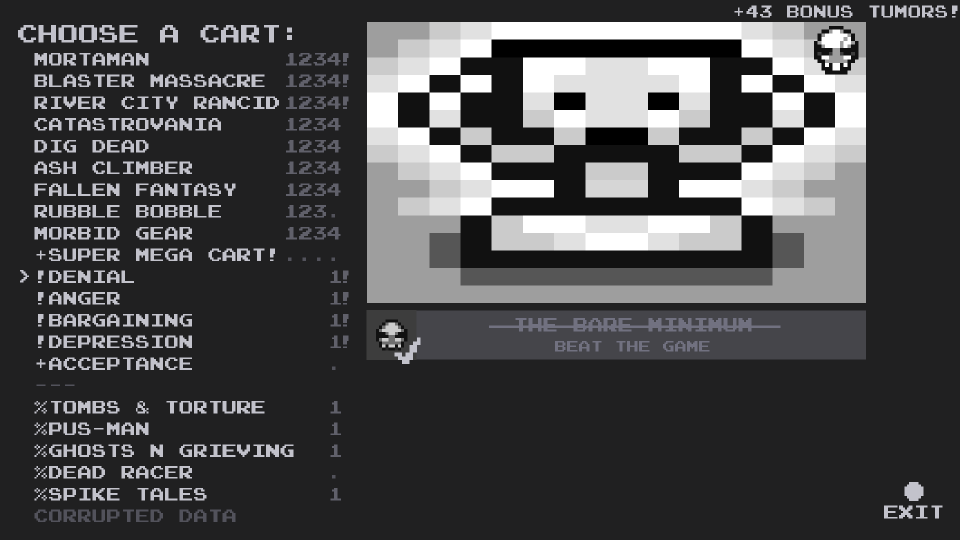 +43 BONUS TUMORS!
CHOOSE A CART:
MORTAMAN 1234!
BLASTER MASSACRE 1234!
RIVER CITY RANCID 1234!
CATASTROVANIA 1234
DIG DEAD 1234
ASH CLIMBER 1234
FALLEN FANTASY 1234
RUBBLE BOBBLE 123.
MORBID GEAR 1234
+SUPER MEGA CART! ....
>!DENIAL 1!
!ANGER 1!
!BARGAINING 1!
!DEPRESSION 1!
+ACCEPTANCE .
---
%TOMBS & TORTURE 1
%PUS-MAN 1
%GHOSTS N GRIEVING 1
%DEAD RACER .
%SPIKE TALES 1
CORRUPTED DATA
THE BARE MINIMUM
BEAT THE GAME
EXIT